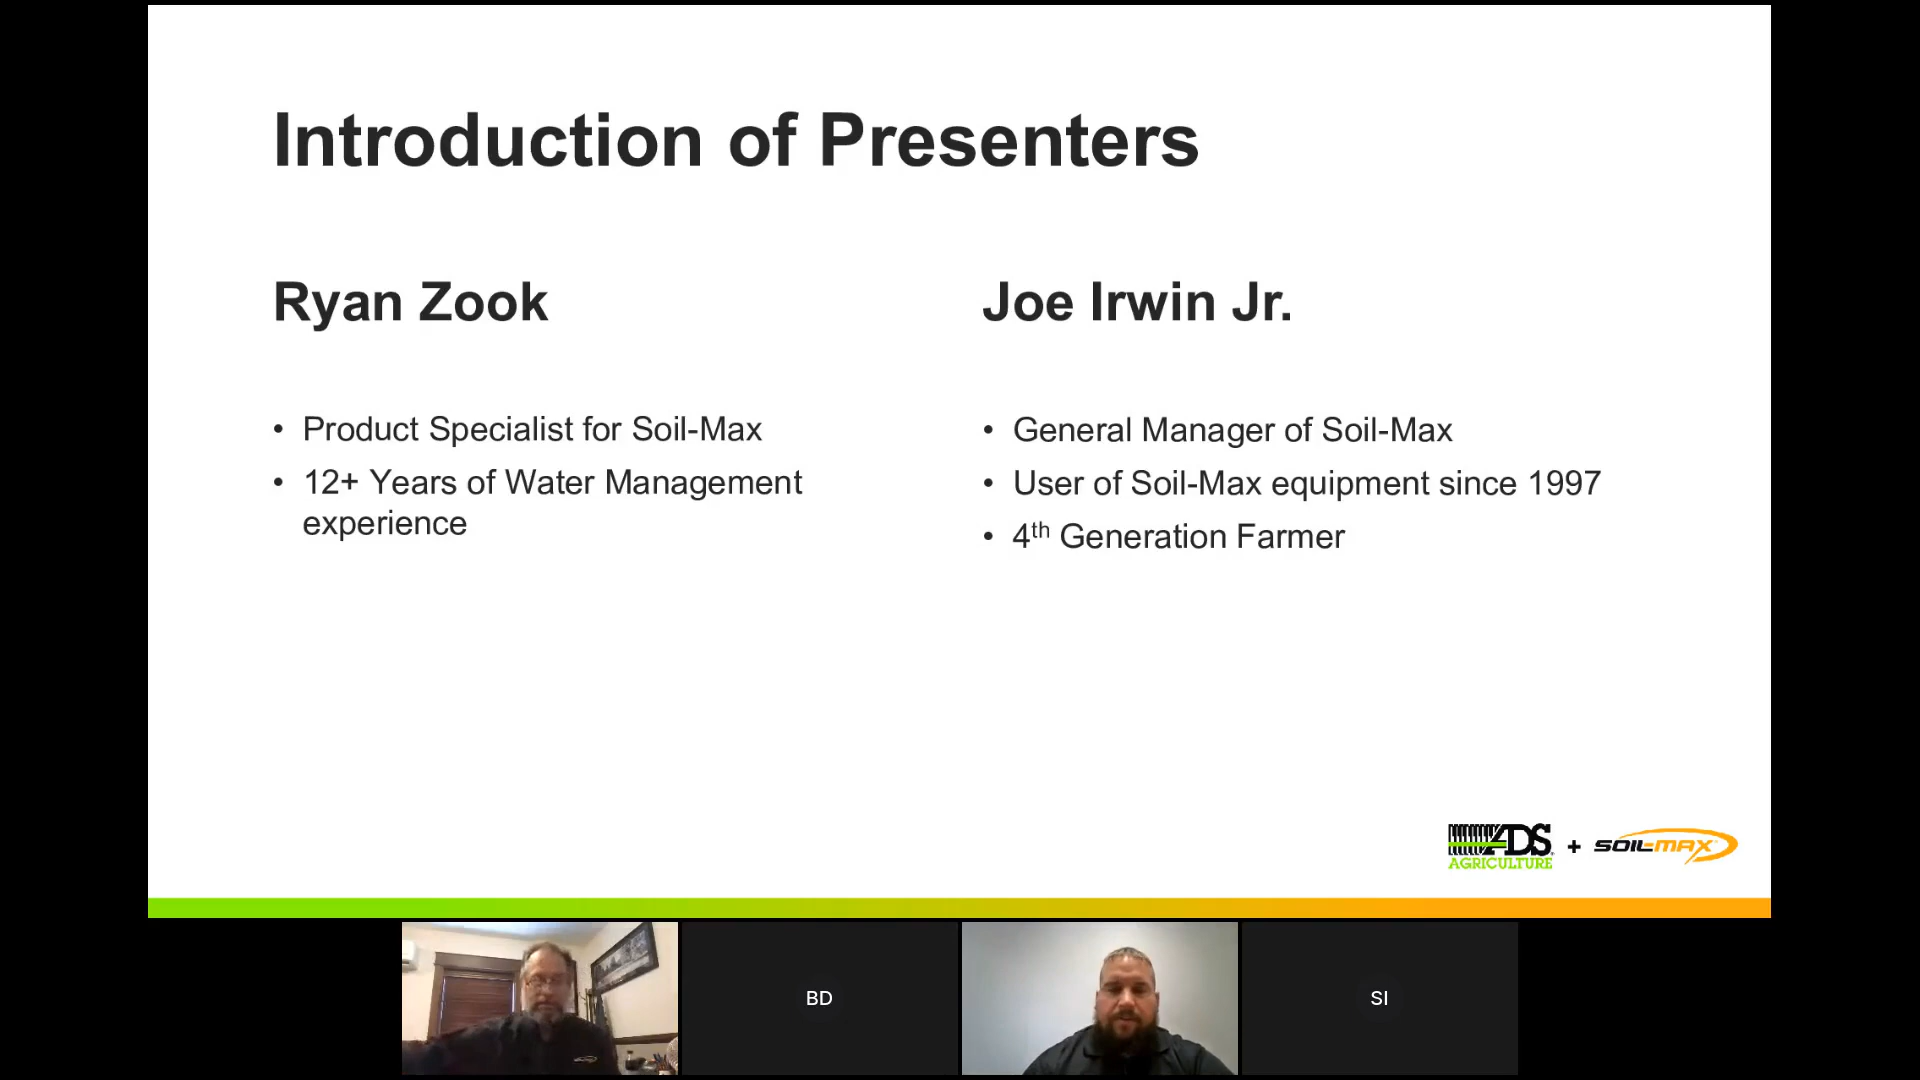 Introduction of Presenters
Ryan Zook
• Product Specialist for Soil-Max
• 12+ Years of Water Management
experience
Joe Irwin Jr.
• General Manager of Soil-Max
• User of Soil-Max equipment since 1997
• 4th Generation Farmer
ADS
AGRICULTURE
+
SOIL-MAX
BD
SI